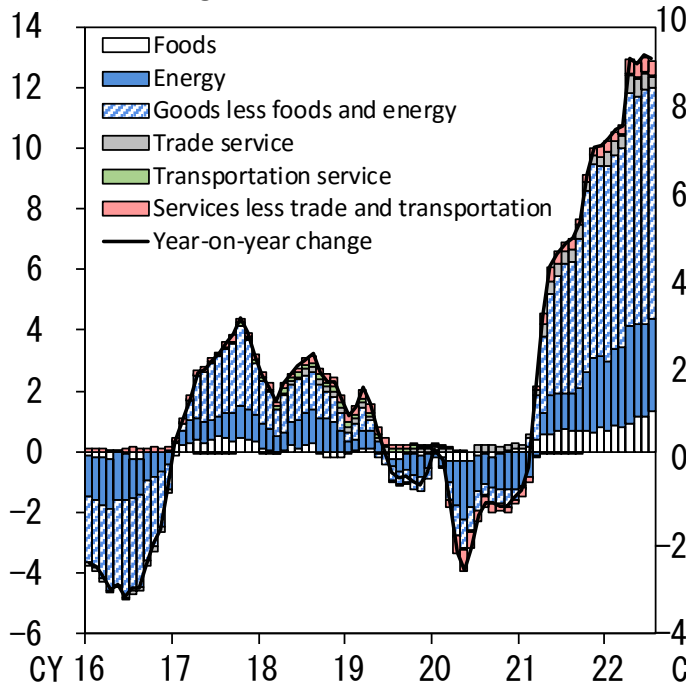 14
12
10
8
6
4
2
0
−2
−4
−6
Foods
Energy
Goods less foods and energy
Trade service
Transportation service
Services less trade and transportation
Year-on-year change
10
8
6
4
2
0
−2
−4
CY 16 17 18 19 20 21 22 C